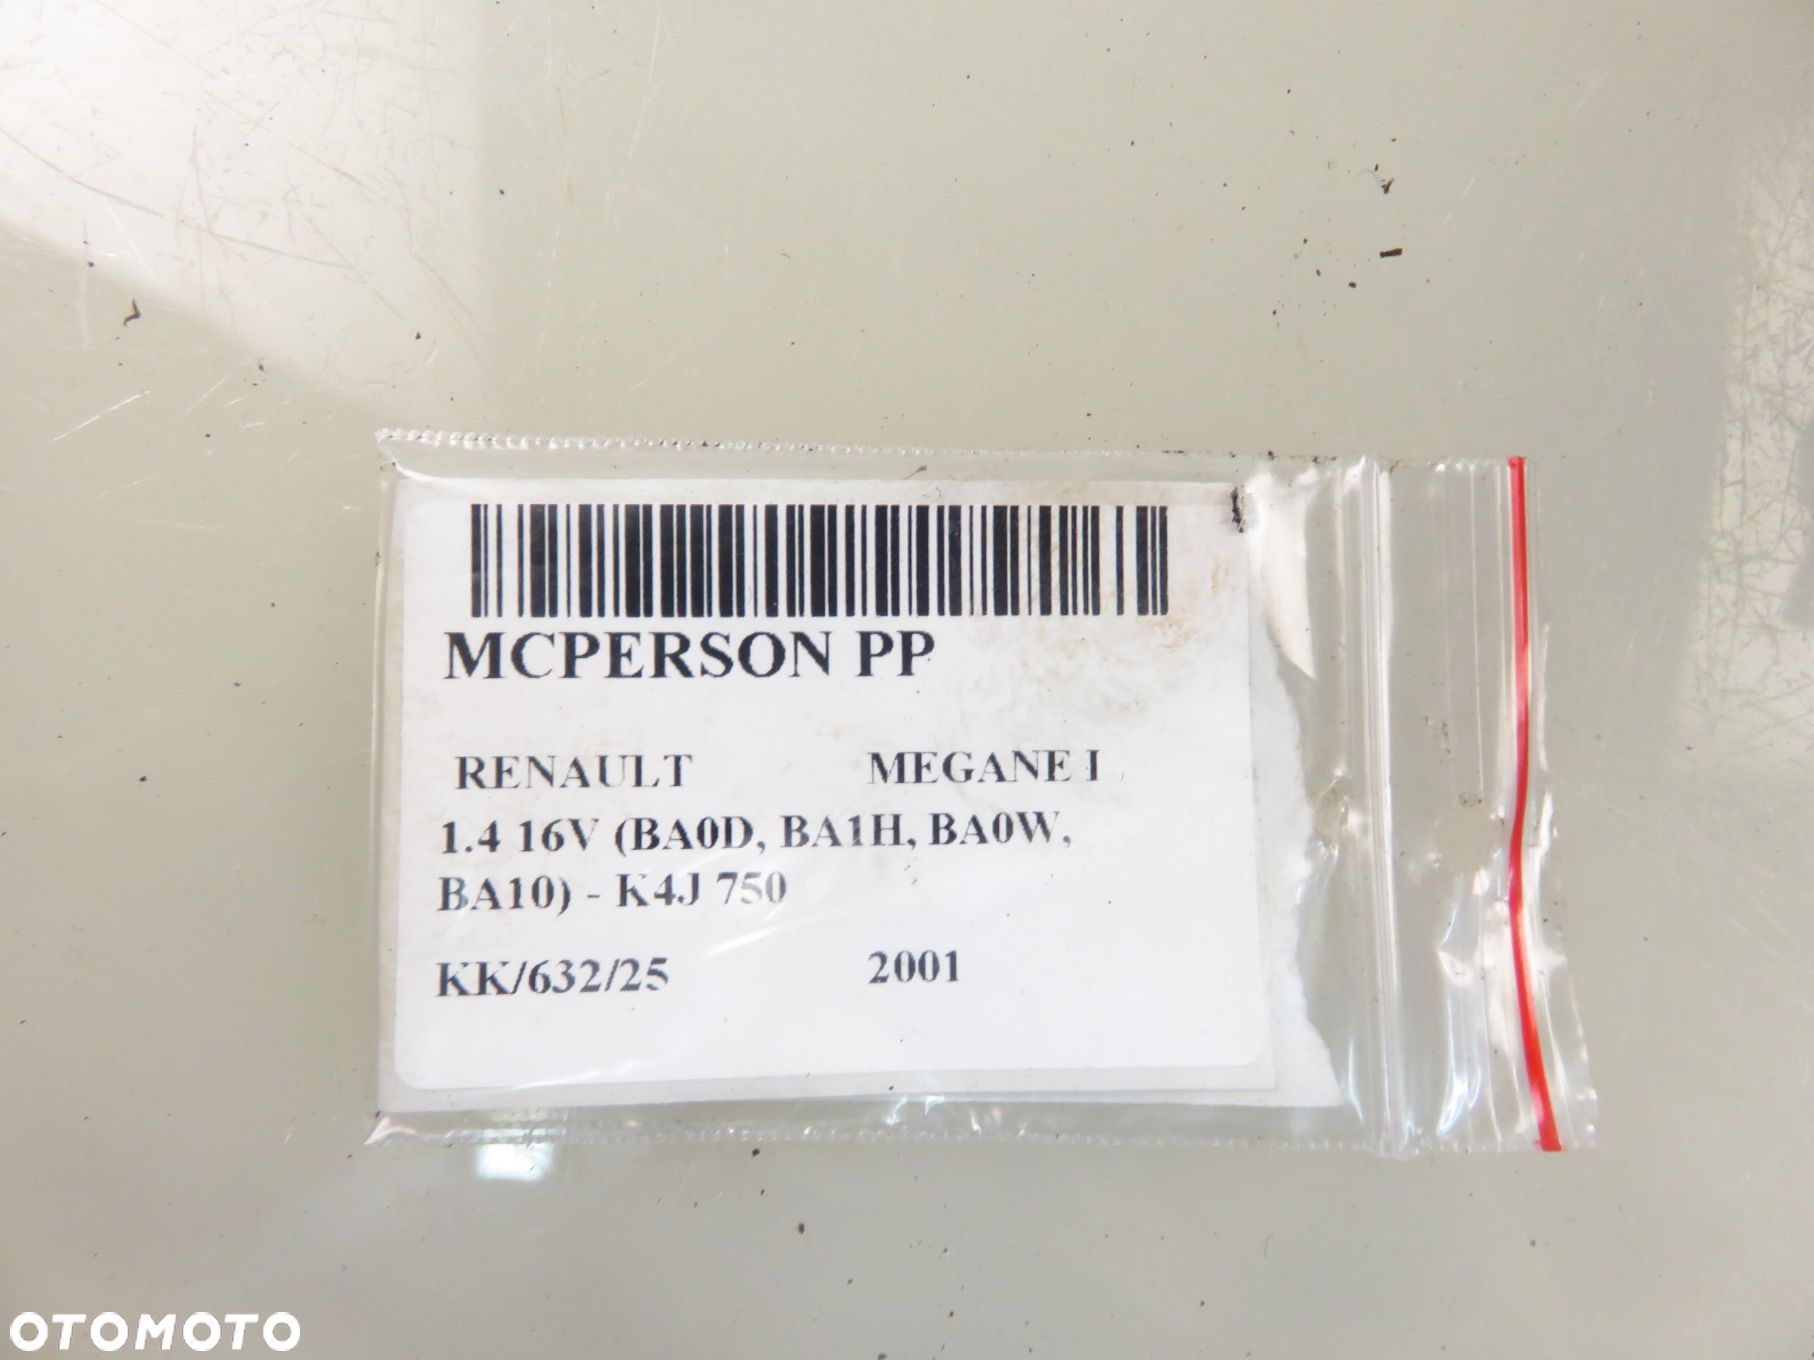 MCPERSON PP
RENAULT MEGANE I
1.4 16V (BA0D, BA1H, BA0W,
BA10) - K4J 750
KK/632/25 2001
OTOMOTO